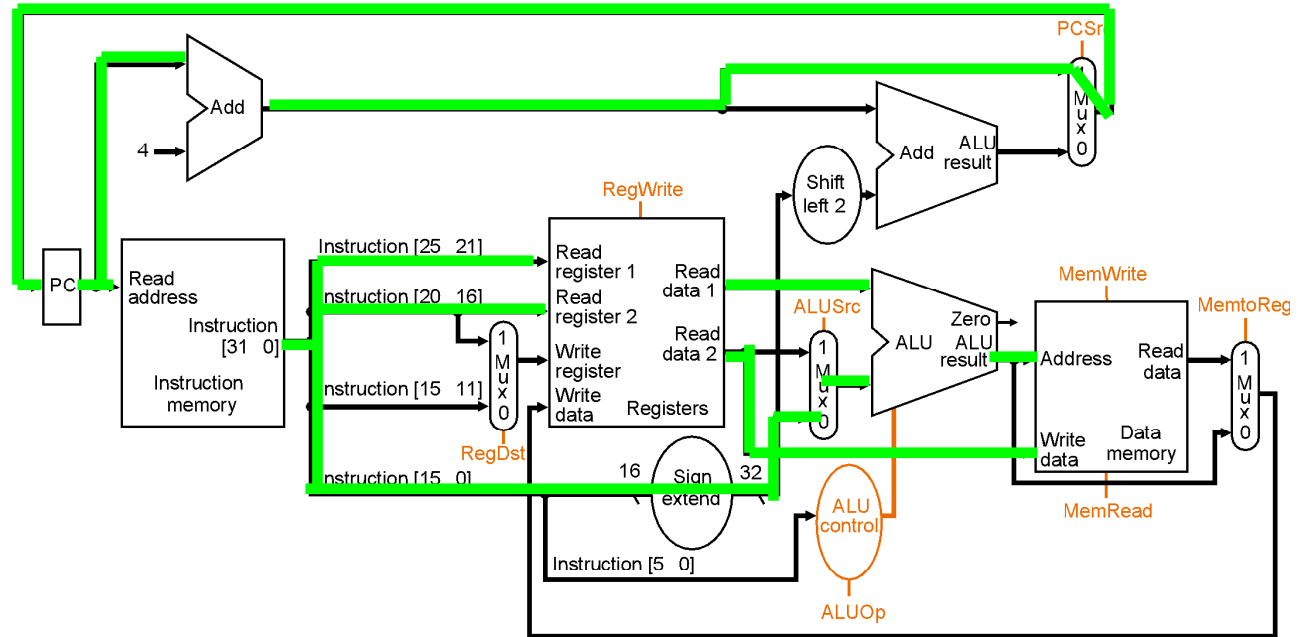 PCSr
1
M
u
x
0
Add
4
Add
ALU
result
Shift
left 2
RegWrite
PC
Read
address
Instruction
[31 0]
Instruction
memory
Instruction [25 21]
nstruction [20 16]
nstruction [15 11]
nstruction [15 0]
1
M
u
x
0
RegDst
Read
register 1
Read
register 2
Write
register
Write
data
Read
data 1
Read
data 2
Registers
16
Sign
extend
32
Instruction [5 0]
ALUSrc
1
M
u
x
0
Zero
ALU
ALU
result
ALU
control
ALUOp
MemWrite
Address
Read
data
Write
data
Data
memory
MemRead
MemtoReg
1
M
u
x
0